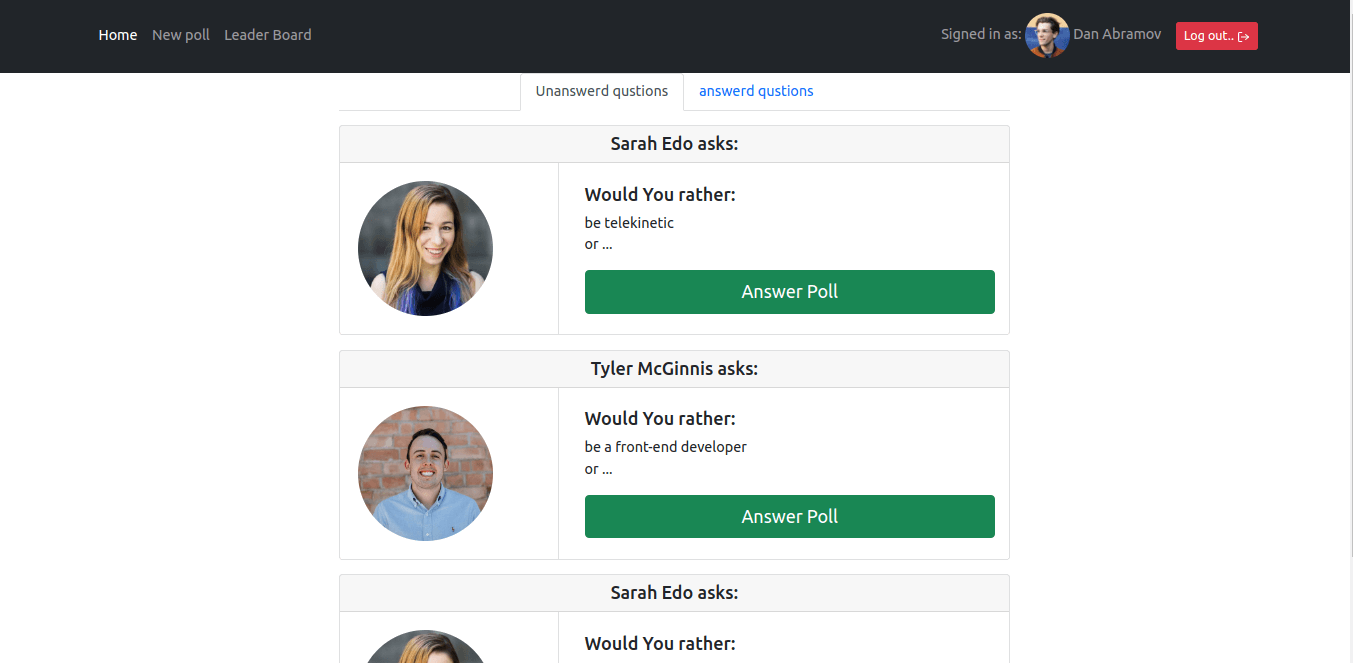 Home New poll Leader Board Signed in as: Dan Abramov Log out..
Unanswerd qustions answerd qustions
Sarah Edo asks:
Would You rather:
be telekinetic
or ...
Answer Poll
Tyler McGinnis asks:
Would You rather:
be a front-end developer
or ...
Answer Poll
Sarah Edo asks:
Would You rather: